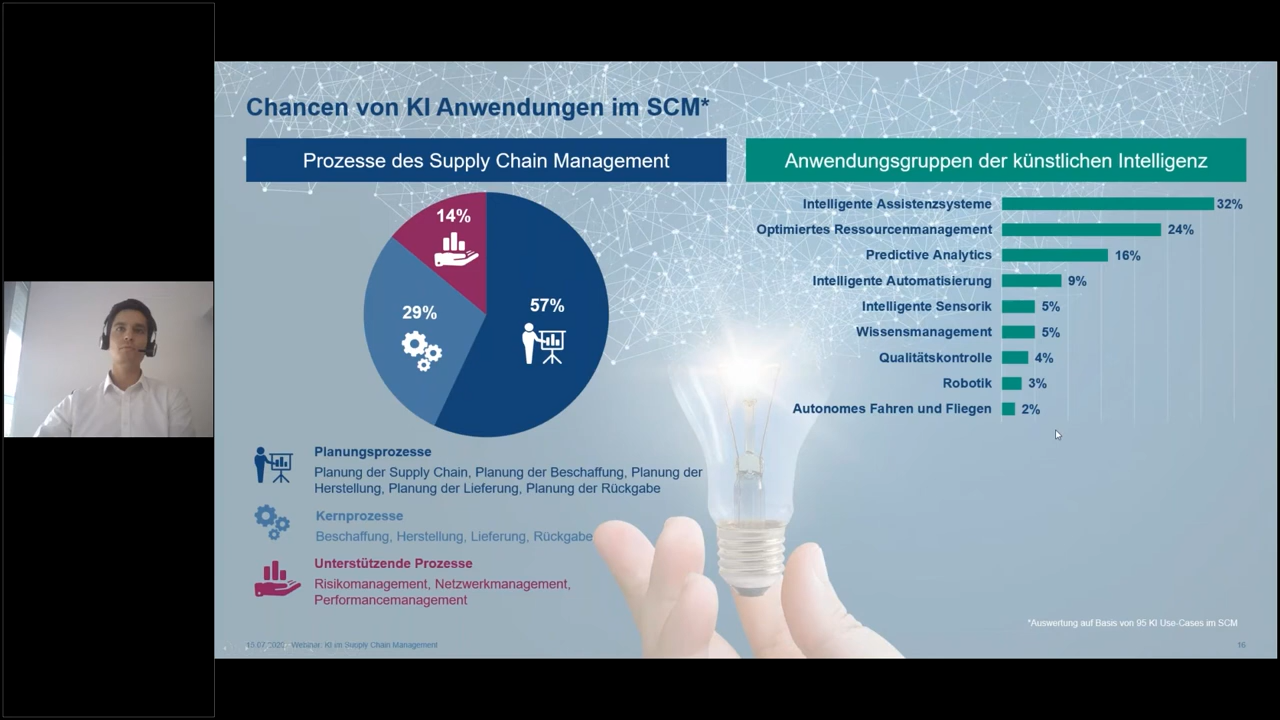 Chancen von KI Anwendungen im SCM*
Prozesse des Supply Chain Management
14%
29%
57%
Planungsprozesse
Planung der Supply Chain, Planung der Beschaffung, Planung der
Herstellung, Planung der Lieferung, Planung der Rückgabe
Kernprozesse
Beschaffung, Herstellung, Lieferung, Rückgabe
Unterstützende Prozesse
Risikomanagement, Netzwerkmanagement,
Performancemanagement
Anwendungsgruppen der künstlichen Intelligenz
Intelligente Assistenzsysteme 32%
Optimiertes Ressourcenmanagement 24%
Predictive Analytics 16%
Intelligente Automatisierung 9%
Intelligente Sensorik 5%
Wissensmanagement 5%
Qualitätskontrolle 4%
Robotik 3%
Autonomes Fahren und Fliegen 2%
*Auswertung auf Basis von 95 KI Use-Cases im SCM
15.07.2020 Webinar: KI im Supply Chain Management
16